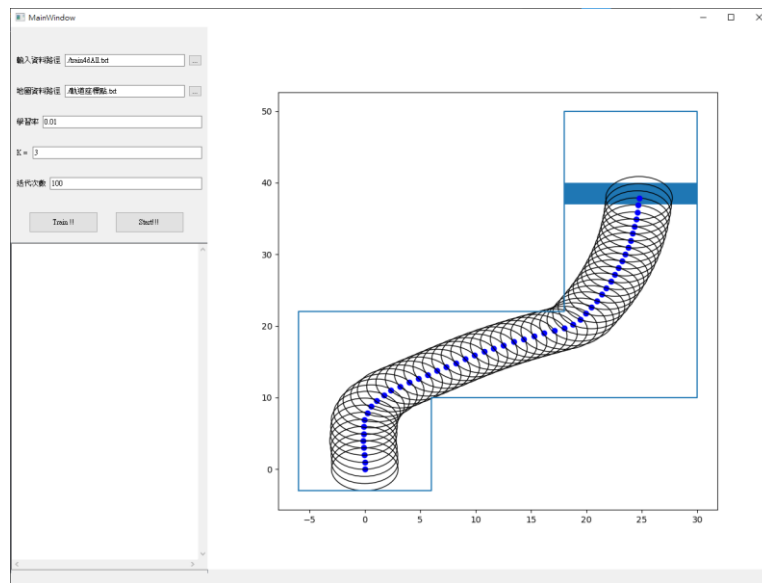 MainWindow
輸入資料路徑 ./train4dAll.txt ...
地圖資料路徑 ./軌道座標點.txt ...
學習率 0.01
K = 3
迭代次數 100
Train !!! Start!!!
50
40
30
20
10
0
−5 0 5 10 15 20 25 30